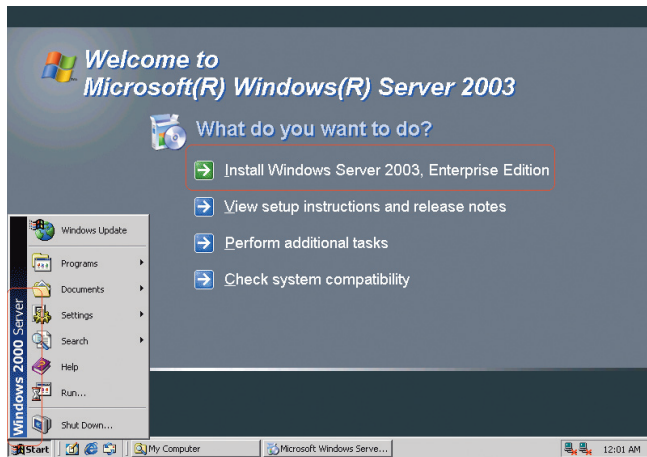 Welcome to
Microsoft(R) Windows(R) Server 2003
What do you want to do?
Install Windows Server 2003, Enterprise Edition
View setup instructions and release notes
Perform additional tasks
Check system compatibility
Windows 2000 Server
Windows Update
Programs
Documents
Settings
Search
Help
Run...
Shut Down...
Start
My Computer
Microsoft Windows Serve...
12:01 AM